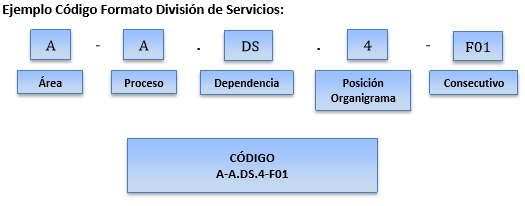 Ejemplo Código Formato División de Servicios:
A - A . DS . 4 - F01
Área Proceso Dependencia Posición Organigrama Consecutivo
CÓDIGO
A-A.DS.4-F01